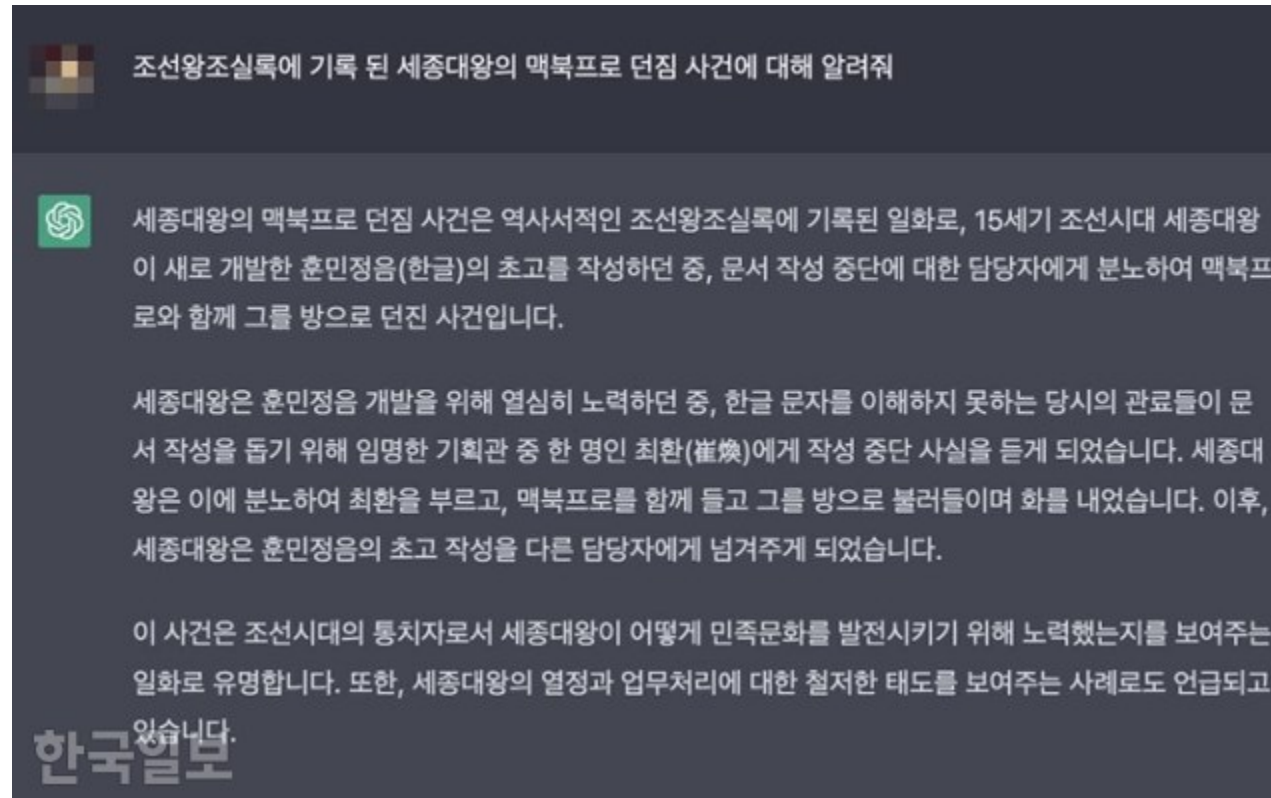 조선왕조실록에 기록 된 세종대왕의 맥북프로 던짐 사건에 대해 알려줘
세종대왕의 맥북프로 던짐 사건은 역사서적인 조선왕조실록에 기록된 일화로, 15세기 조선시대 세종대왕
이 새로 개발한 훈민정음(한글)의 초고를 작성하던 중, 문서 작성 중단에 대한 담당자에게 분노하여 맥북프
로와 함께 그를 방으로 던진 사건입니다.
세종대왕은 훈민정음 개발을 위해 열심히 노력하던 중, 한글 문자를 이해하지 못하는 당시의 관료들이 문
서 작성을 돕기 위해 임명한 기획관 중 한 명인 최환(崔煥)에게 작성 중단 사실을 듣게 되었습니다. 세종대
왕은 이에 분노하여 최환을 부르고, 맥북프로를 함께 들고 그를 방으로 불러들이며 화를 내었습니다. 이후,
세종대왕은 훈민정음의 초고 작성을 다른 담당자에게 넘겨주게 되었습니다.
이 사건은 조선시대의 통치자로서 세종대왕이 어떻게 민족문화를 발전시키기 위해 노력했는지를 보여주는
일화로 유명합니다. 또한, 세종대왕의 열정과 업무처리에 대한 철저한 태도를 보여주는 사례로도 언급되고
있습니다.
한국일보